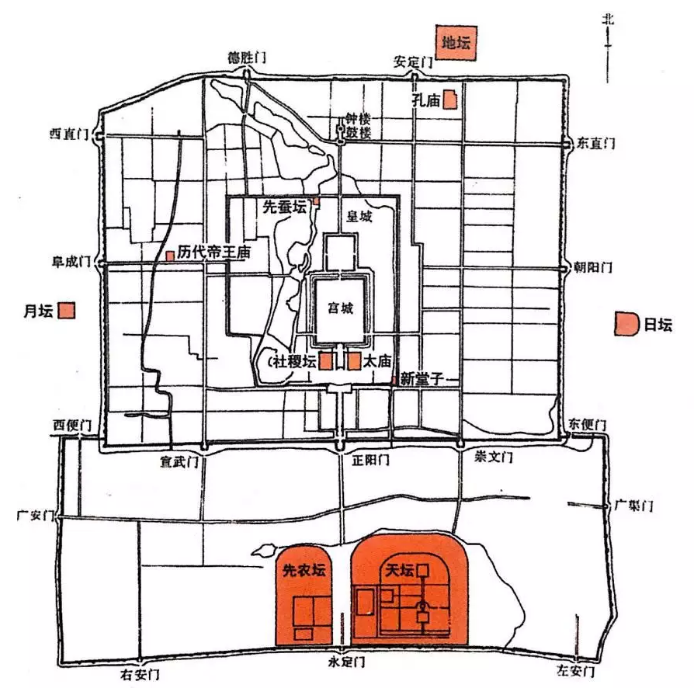 北
地坛
德胜门
安定门
孔庙
钟楼
鼓楼
西直门
东直门
先蚕坛
皇城
历代帝王庙
阜成门
朝阳门
月坛
宫城
日坛
社稷坛
太庙
新堂子
西便门
东便门
宣武门
正阳门
崇文门
广安门
广渠门
先农坛
天坛
右安门
永定门
左安门